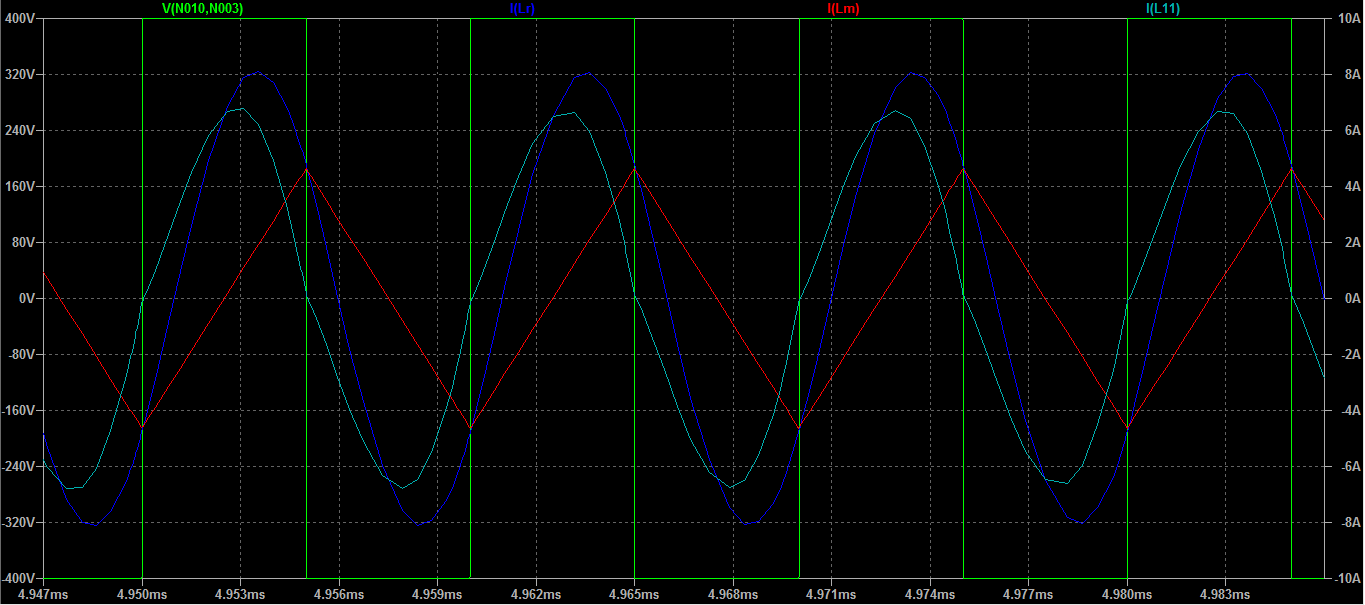 V(N010,N003) I(Lr) I(Lm) I(L11)
400V 10A
320V 8A
240V 6A
160V 4A
80V 2A
0V 0A
-80V -2A
-160V -4A
-240V -6A
-320V -8A
-400V -10A
4.947ms 4.950ms 4.953ms 4.956ms 4.959ms 4.962ms 4.965ms 4.968ms 4.971ms 4.974ms 4.977ms 4.980ms 4.983ms